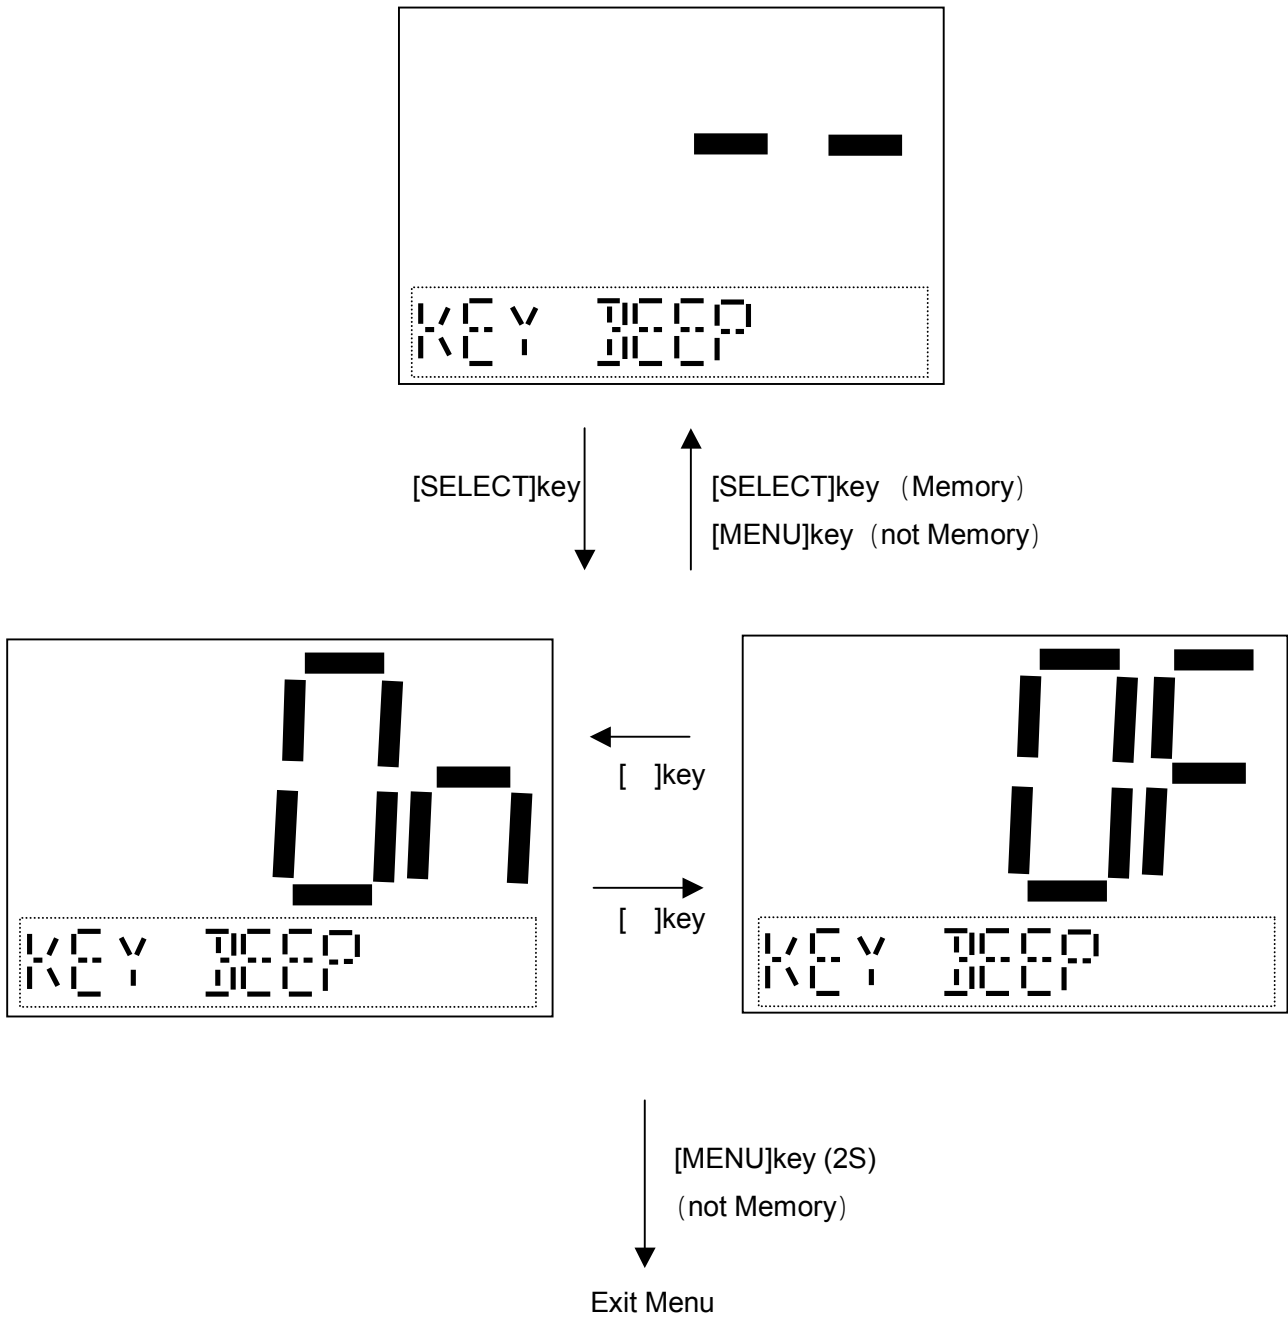 - -
KEY BEEP
[SELECT]key
[SELECT]key （Memory）
[MENU]key （not Memory）
On
KEY BEEP
[ ]key
[ ]key
OF
KEY BEEP
[MENU]key (2S)
（not Memory）
Exit Menu